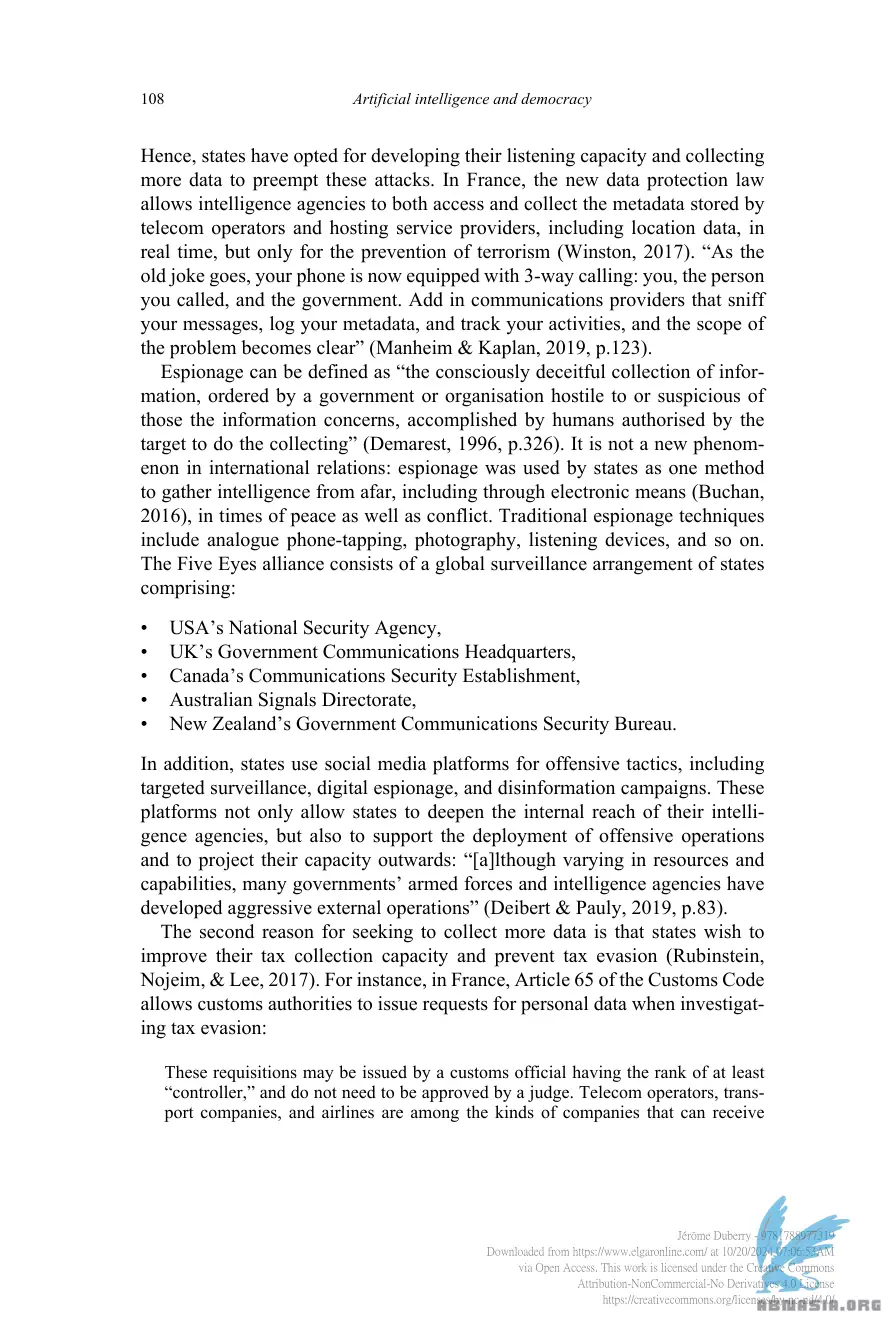 108 Artificial intelligence and democracy
Hence, states have opted for developing their listening capacity and collecting
more data to preempt these attacks. In France, the new data protection law
allows intelligence agencies to both access and collect the metadata stored by
telecom operators and hosting service providers, including location data, in
real time, but only for the prevention of terrorism (Winston, 2017). “As the
old joke goes, your phone is now equipped with 3-way calling: you, the person
you called, and the government. Add in communications providers that sniff
your messages, log your metadata, and track your activities, and the scope of
the problem becomes clear” (Manheim & Kaplan, 2019, p.123).
Espionage can be defined as “the consciously deceitful collection of infor-
mation, ordered by a government or organisation hostile to or suspicious of
those the information concerns, accomplished by humans authorised by the
target to do the collecting” (Demarest, 1996, p.326). It is not a new phenom-
enon in international relations: espionage was used by states as one method
to gather intelligence from afar, including through electronic means (Buchan,
2016), in times of peace as well as conflict. Traditional espionage techniques
include analogue phone-tapping, photography, listening devices, and so on.
The Five Eyes alliance consists of a global surveillance arrangement of states
comprising:
• USA’s National Security Agency,
• UK’s Government Communications Headquarters,
• Canada’s Communications Security Establishment,
• Australian Signals Directorate,
• New Zealand’s Government Communications Security Bureau.
In addition, states use social media platforms for offensive tactics, including
targeted surveillance, digital espionage, and disinformation campaigns. These
platforms not only allow states to deepen the internal reach of their intelli-
gence agencies, but also to support the deployment of offensive operations
and to project their capacity outwards: “[a]lthough varying in resources and
capabilities, many governments’ armed forces and intelligence agencies have
developed aggressive external operations” (Deibert & Pauly, 2019, p.83).
The second reason for seeking to collect more data is that states wish to
improve their tax collection capacity and prevent tax evasion (Rubinstein,
Nojeim, & Lee, 2017). For instance, in France, Article 65 of the Customs Code
allows customs authorities to issue requests for personal data when investigat-
ing tax evasion:
These requisitions may be issued by a customs official having the rank of at least
“controller,” and do not need to be approved by a judge. Telecom operators, trans-
port companies, and airlines are among the kinds of companies that can receive
Jérôme Duberry - 9781788977319
Downloaded from https://www.elgaronline.com/ at 10/20/2024 07:06:53AM
via Open Access. This work is licensed under the Creative Commons
Attribution-NonCommercial-No Derivatives 4.0 License
https://creativecommons.org/licenses/by-nc-nd/4.0/
ABTWASIA.ORG